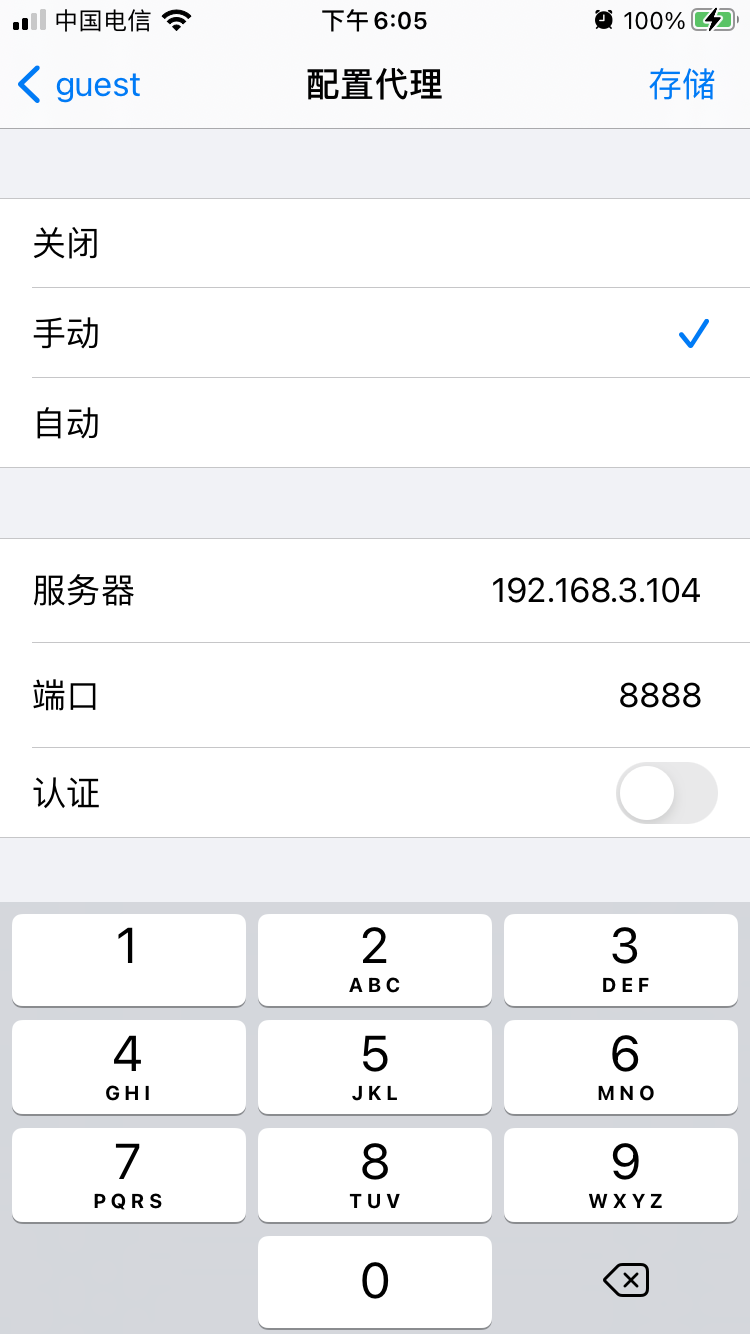 中国电信 下午6:05 100%
guest 配置代理 存储
关闭
手动
自动
服务器 192.168.3.104
端口 8888
认证
1 2 3
ABC DEF
4 5 6
GHI JKL MNO
7 8 9
PQRS TUV WXYZ
0